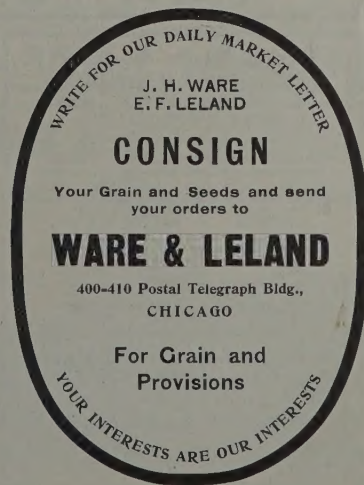 WRITE FOR OUR DAILY MARKET LETTER
J. H. WARE
E. F. LELAND
CONSIGN
Your Grain and Seeds and send
your orders to
WARE & LELAND
400-410 Postal Telegraph Bldg.,
CHICAGO
For Grain and
Provisions
YOUR INTERESTS ARE OUR INTERESTS